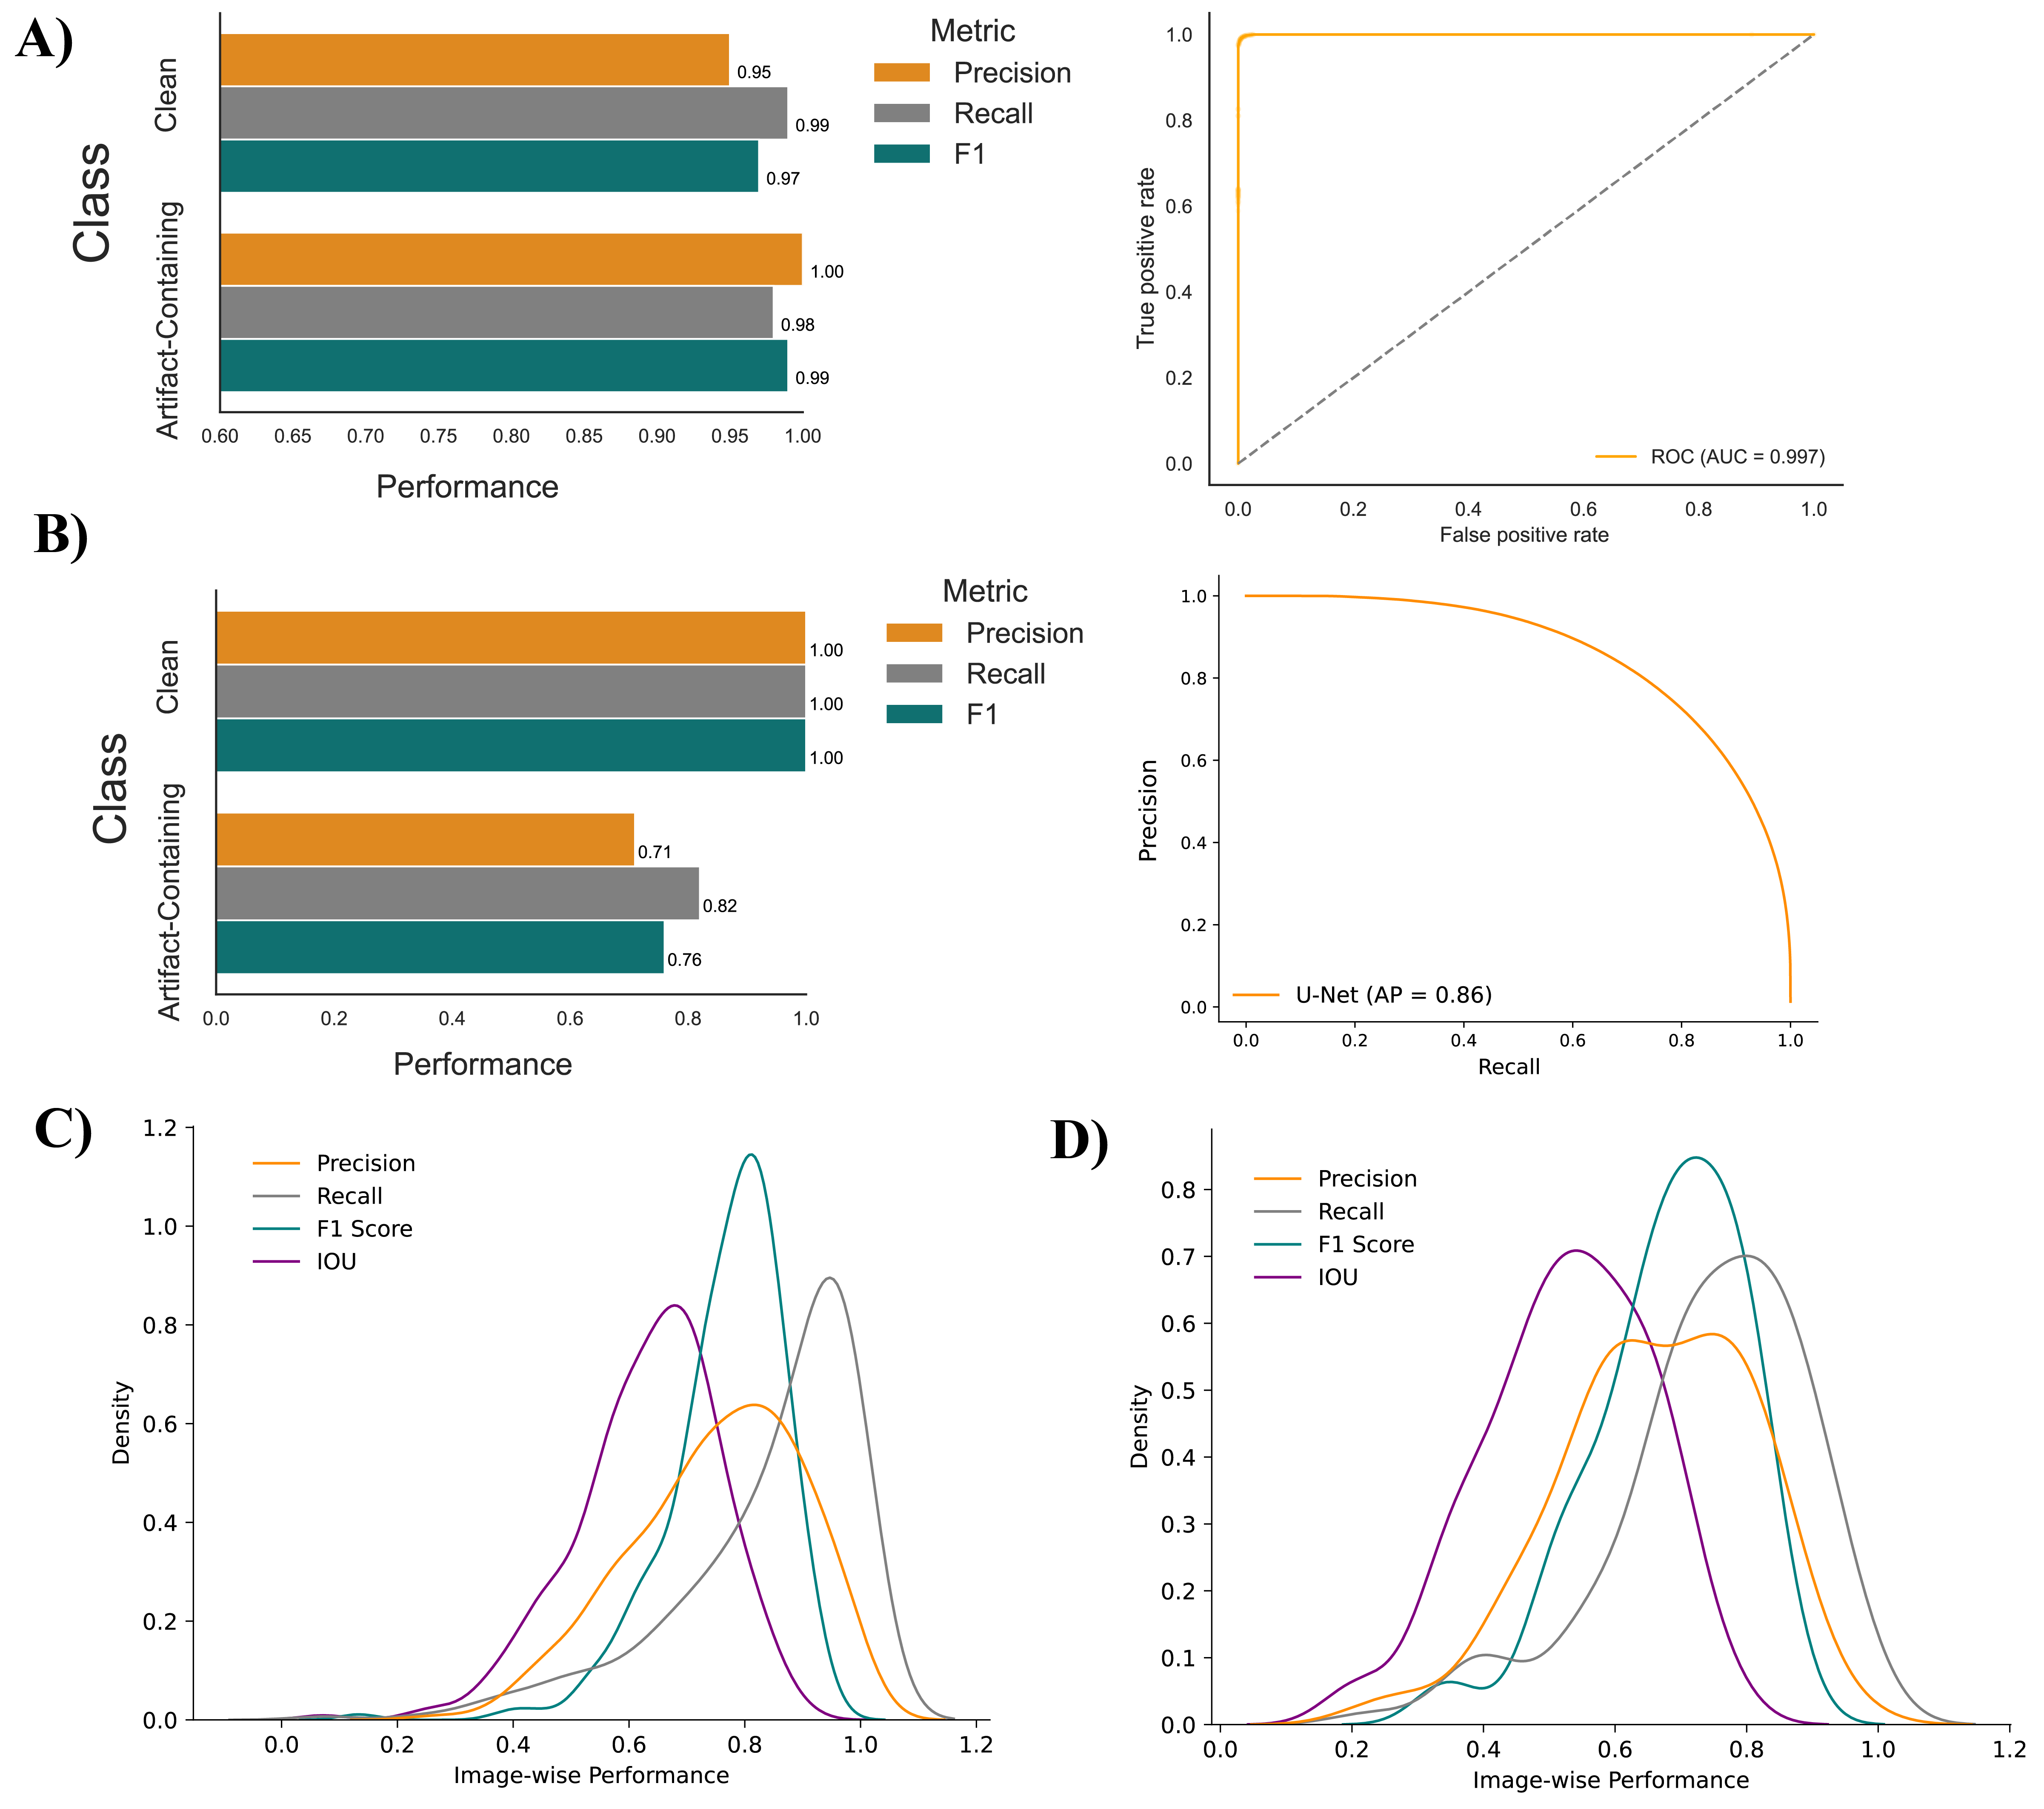 A)
Class
Clean
Artifact-Containing
0.95
0.99
0.97
1.00
0.98
0.99
0.60 0.65 0.70 0.75 0.80 0.85 0.90 0.95 1.00
Performance
Metric
Precision
Recall
F1
True positive rate
1.0
0.8
0.6
0.4
0.2
0.0
ROC (AUC = 0.997)
0.0 0.2 0.4 0.6 0.8 1.0
False positive rate
B)
Class
Clean
Artifact-Containing
1.00
1.00
1.00
0.71
0.82
0.76
0.0 0.2 0.4 0.6 0.8 1.0
Performance
Metric
Precision
Recall
F1
Precision
1.0
0.8
0.6
0.4
0.2
0.0
U-Net (AP = 0.86)
0.0 0.2 0.4 0.6 0.8 1.0
Recall
C)
Density
1.2
1.0
0.8
0.6
0.4
0.2
0.0
Precision
Recall
F1 Score
IOU
0.0 0.2 0.4 0.6 0.8 1.0 1.2
Image-wise Performance
D)
Density
0.8
0.7
0.6
0.5
0.4
0.3
0.2
0.1
0.0
Precision
Recall
F1 Score
IOU
0.0 0.2 0.4 0.6 0.8 1.0 1.2
Image-wise Performance